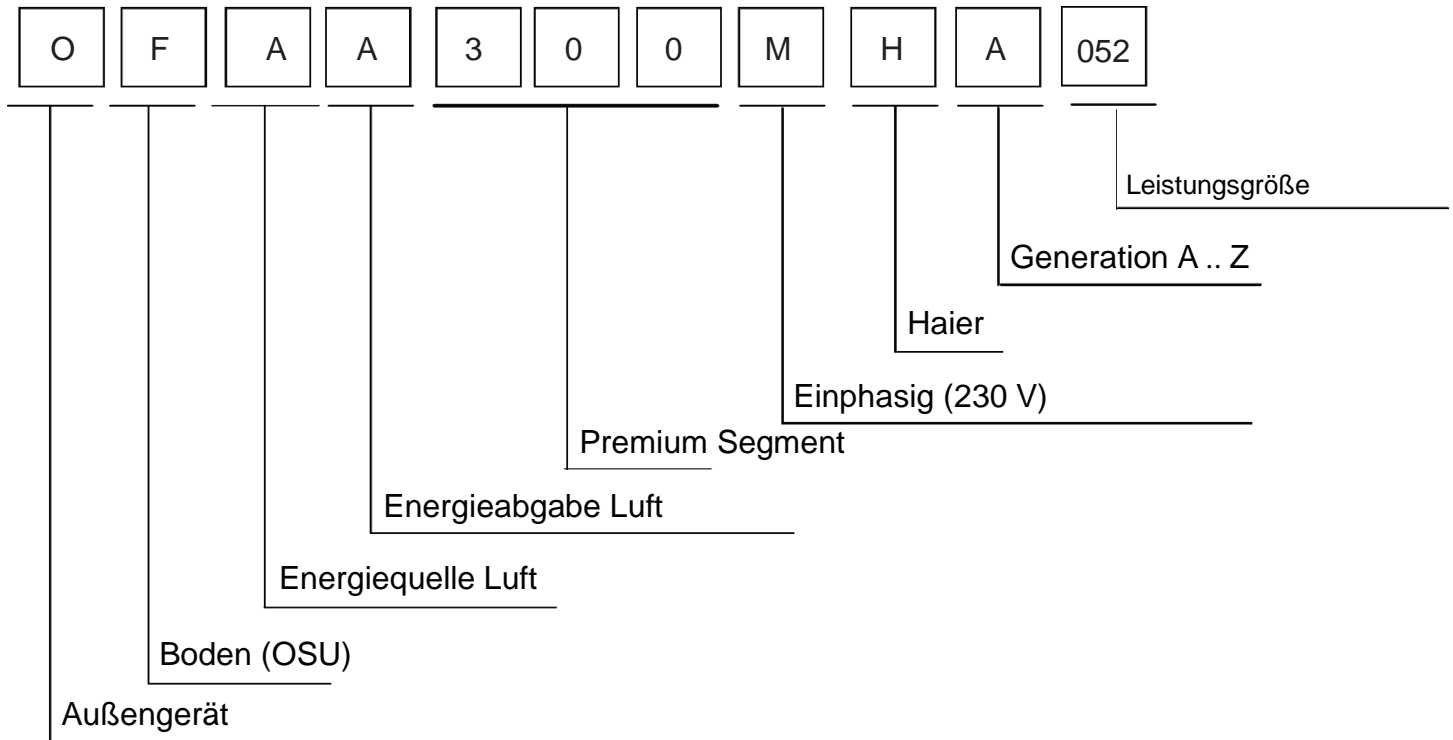 O F A A 3 0 0 M H A 052
Leistungsgröße
Generation A .. Z
Haier
Einphasig (230 V)
Premium Segment
Energieabgabe Luft
Energiequelle Luft
Boden (OSU)
Außengerät